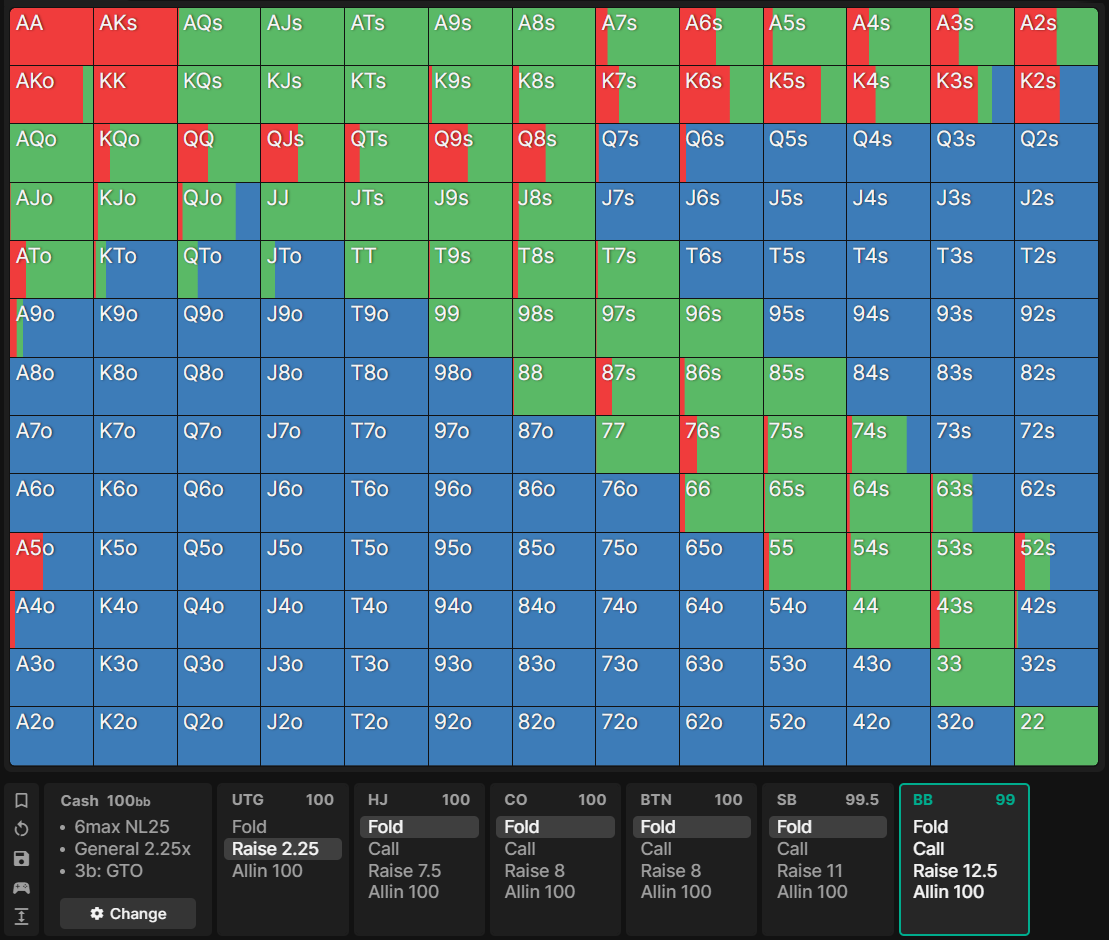 AA AKs AQs AJs ATs A9s A8s A7s A6s A5s A4s A3s A2s
AKo KK KQs KJs KTs K9s K8s K7s K6s K5s K4s K3s K2s
AQo KQo QQ QJs QTs Q9s Q8s Q7s Q6s Q5s Q4s Q3s Q2s
AJo KJo QJo JJ JTs J9s J8s J7s J6s J5s J4s J3s J2s
ATo KTo QTo JTo TT T9s T8s T7s T6s T5s T4s T3s T2s
A9o K9o Q9o J9o T9o 99 98s 97s 96s 95s 94s 93s 92s
A8o K8o Q8o J8o T8o 98o 88 87s 86s 85s 84s 83s 82s
A7o K7o Q7o J7o T7o 97o 87o 77 76s 75s 74s 73s 72s
A6o K6o Q6o J6o T6o 96o 86o 76o 66 65s 64s 63s 62s
A5o K5o Q5o J5o T5o 95o 85o 75o 65o 55 54s 53s 52s
A4o K4o Q4o J4o T4o 94o 84o 74o 64o 54o 44 43s 42s
A3o K3o Q3o J3o T3o 93o 83o 73o 63o 53o 43o 33 32s
A2o K2o Q2o J2o T2o 92o 82o 72o 62o 52o 42o 32o 22
Cash 100bb
• 6max NL25
• General 2.25x
• 3b: GTO
Change
UTG 100
Fold
Raise 2.25
Allin 100
HJ 100
Fold
Call
Raise 7.5
Allin 100
CO 100
Fold
Call
Raise 8
Allin 100
BTN 100
Fold
Call
Raise 8
Allin 100
SB 99.5
Fold
Call
Raise 11
Allin 100
BB 99
Fold
Call
Raise 12.5
Allin 100